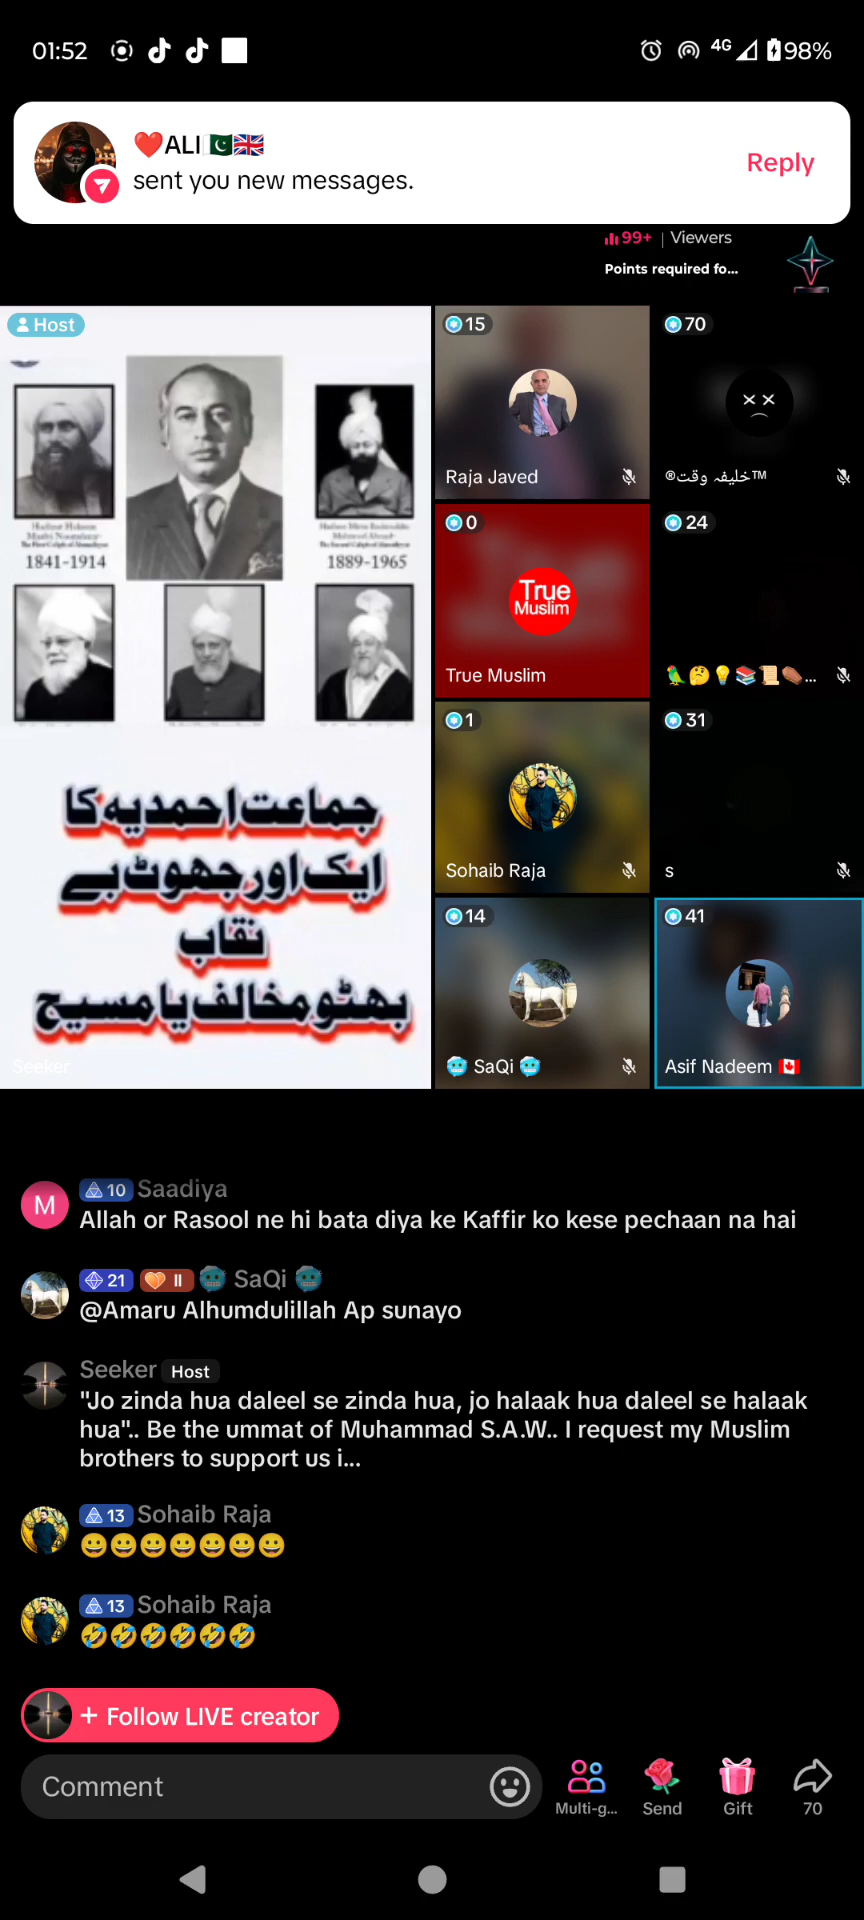 01:52
4G 98%
❤️ALI🇵🇰🇬🇧
sent you new messages.
Reply
99+ | Viewers
Points required fo...
Host
1841-1914
1889-1965
جماعت احمدیہ کا
ایک اور جھوٹ بے
نقاب
بھٹو مخالف یا مسیح
Seeker
15
Raja Javed
70
®خلیفہ وقت™
0
True
Muslim
True Muslim
24
🦜🤔💡📚📜⚰️...
1
Sohaib Raja
31
s
14
🥶 SaQi 🥶
41
Asif Nadeem 🇨🇦
M
10 Saadiya
Allah or Rasool ne hi bata diya ke Kaffir ko kese pechaan na hai
21 II 🥶 SaQi 🥶
@Amaru Alhumdulillah Ap sunayo
Seeker Host
"Jo zinda hua daleel se zinda hua, jo halaak hua daleel se halaak
hua".. Be the ummat of Muhammad S.A.W.. I request my Muslim
brothers to support us i...
13 Sohaib Raja
😀😀😀😀😀😀😀
13 Sohaib Raja
🤣🤣🤣🤣🤣🤣
+ Follow LIVE creator
Comment
Multi-g...
Send
Gift
70